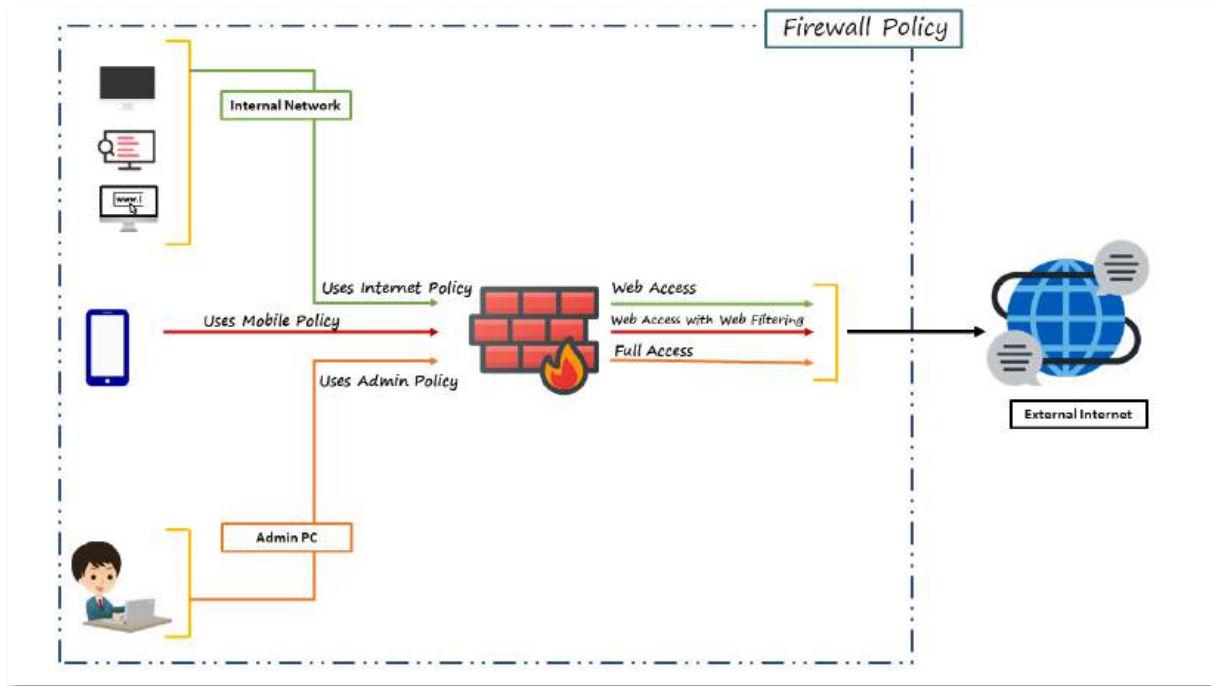 Firewall Policy
Internal Network
www.
Uses Internet Policy
Web Access
Uses Mobile Policy
Web Access with Web Filtering
Full Access
Uses Admin Policy
External Internet
Admin PC